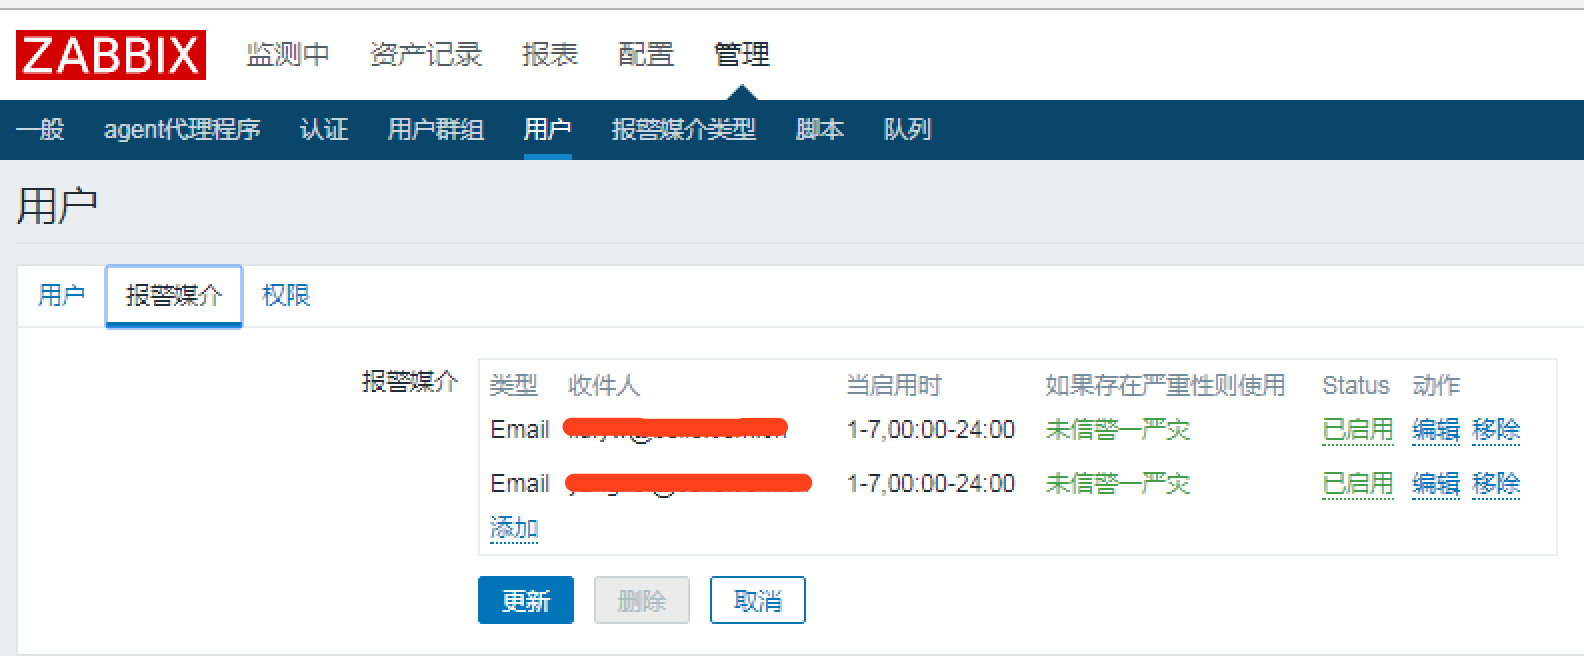 ZABBIX 监测中 资产记录 报表 配置 管理
一般 agent代理程序 认证 用户群组 用户 报警媒介类型 脚本 队列
用户
用户 报警媒介 权限
报警媒介 类型 收件人 当启用时 如果存在严重性则使用 Status 动作
Email 1-7,00:00-24:00 未信警一严灾 已启用 编辑 移除
Email 1-7,00:00-24:00 未信警一严灾 已启用 编辑 移除
添加
更新 删除 取消